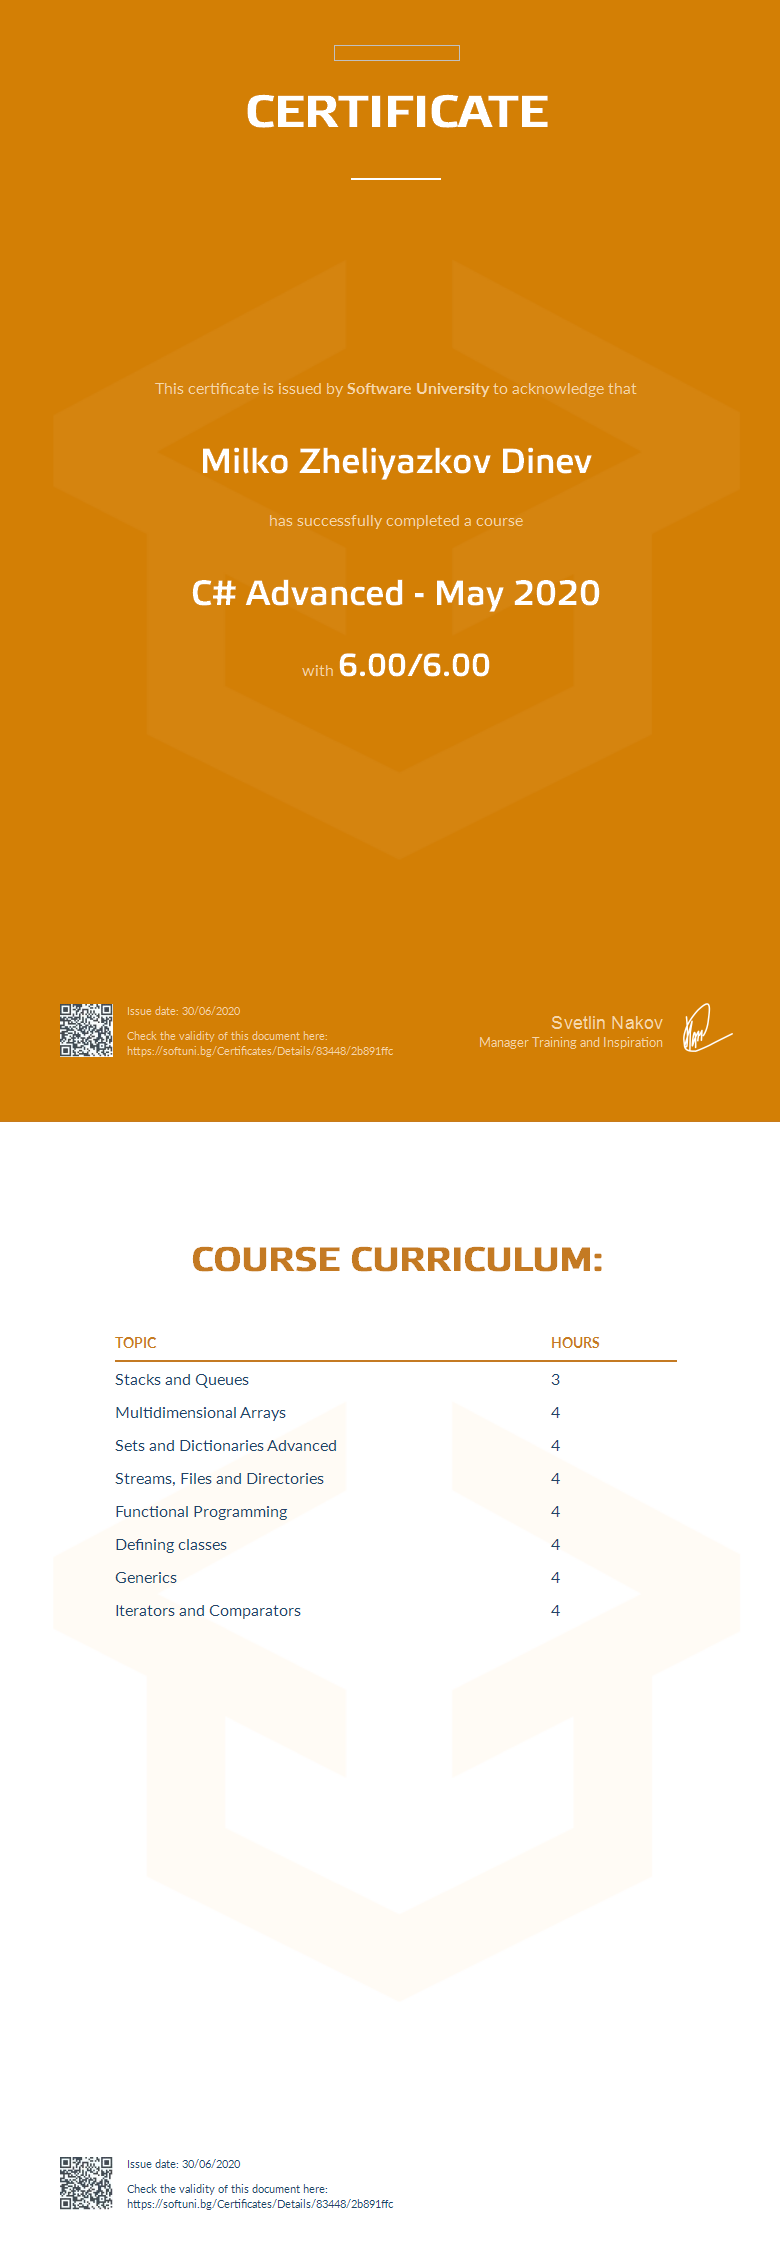 CERTIFICATE
This certificate is issued by Software University to acknowledge that
Milko Zheliyazkov Dinev
has successfully completed a course
C# Advanced - May 2020
with 6.00/6.00
Issue date: 30/06/2020
Check the validity of this document here:
https://softuni.bg/Certificates/Details/83448/2b891ffc
Svetlin Nakov
Manager Training and Inspiration
COURSE CURRICULUM:
TOPIC HOURS
Stacks and Queues 3
Multidimensional Arrays 4
Sets and Dictionaries Advanced 4
Streams, Files and Directories 4
Functional Programming 4
Defining classes 4
Generics 4
Iterators and Comparators 4
Issue date: 30/06/2020
Check the validity of this document here:
https://softuni.bg/Certificates/Details/83448/2b891ffc